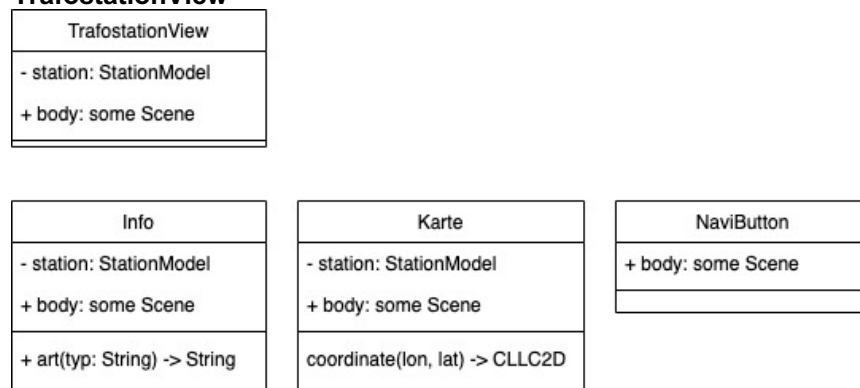 TrafostationView
TrafostationView
- station: StationModel
+ body: some Scene
Info
- station: StationModel
+ body: some Scene
+ art(typ: String) -> String
Karte
- station: StationModel
+ body: some Scene
coordinate(lon, lat) -> CLLC2D
NaviButton
+ body: some Scene